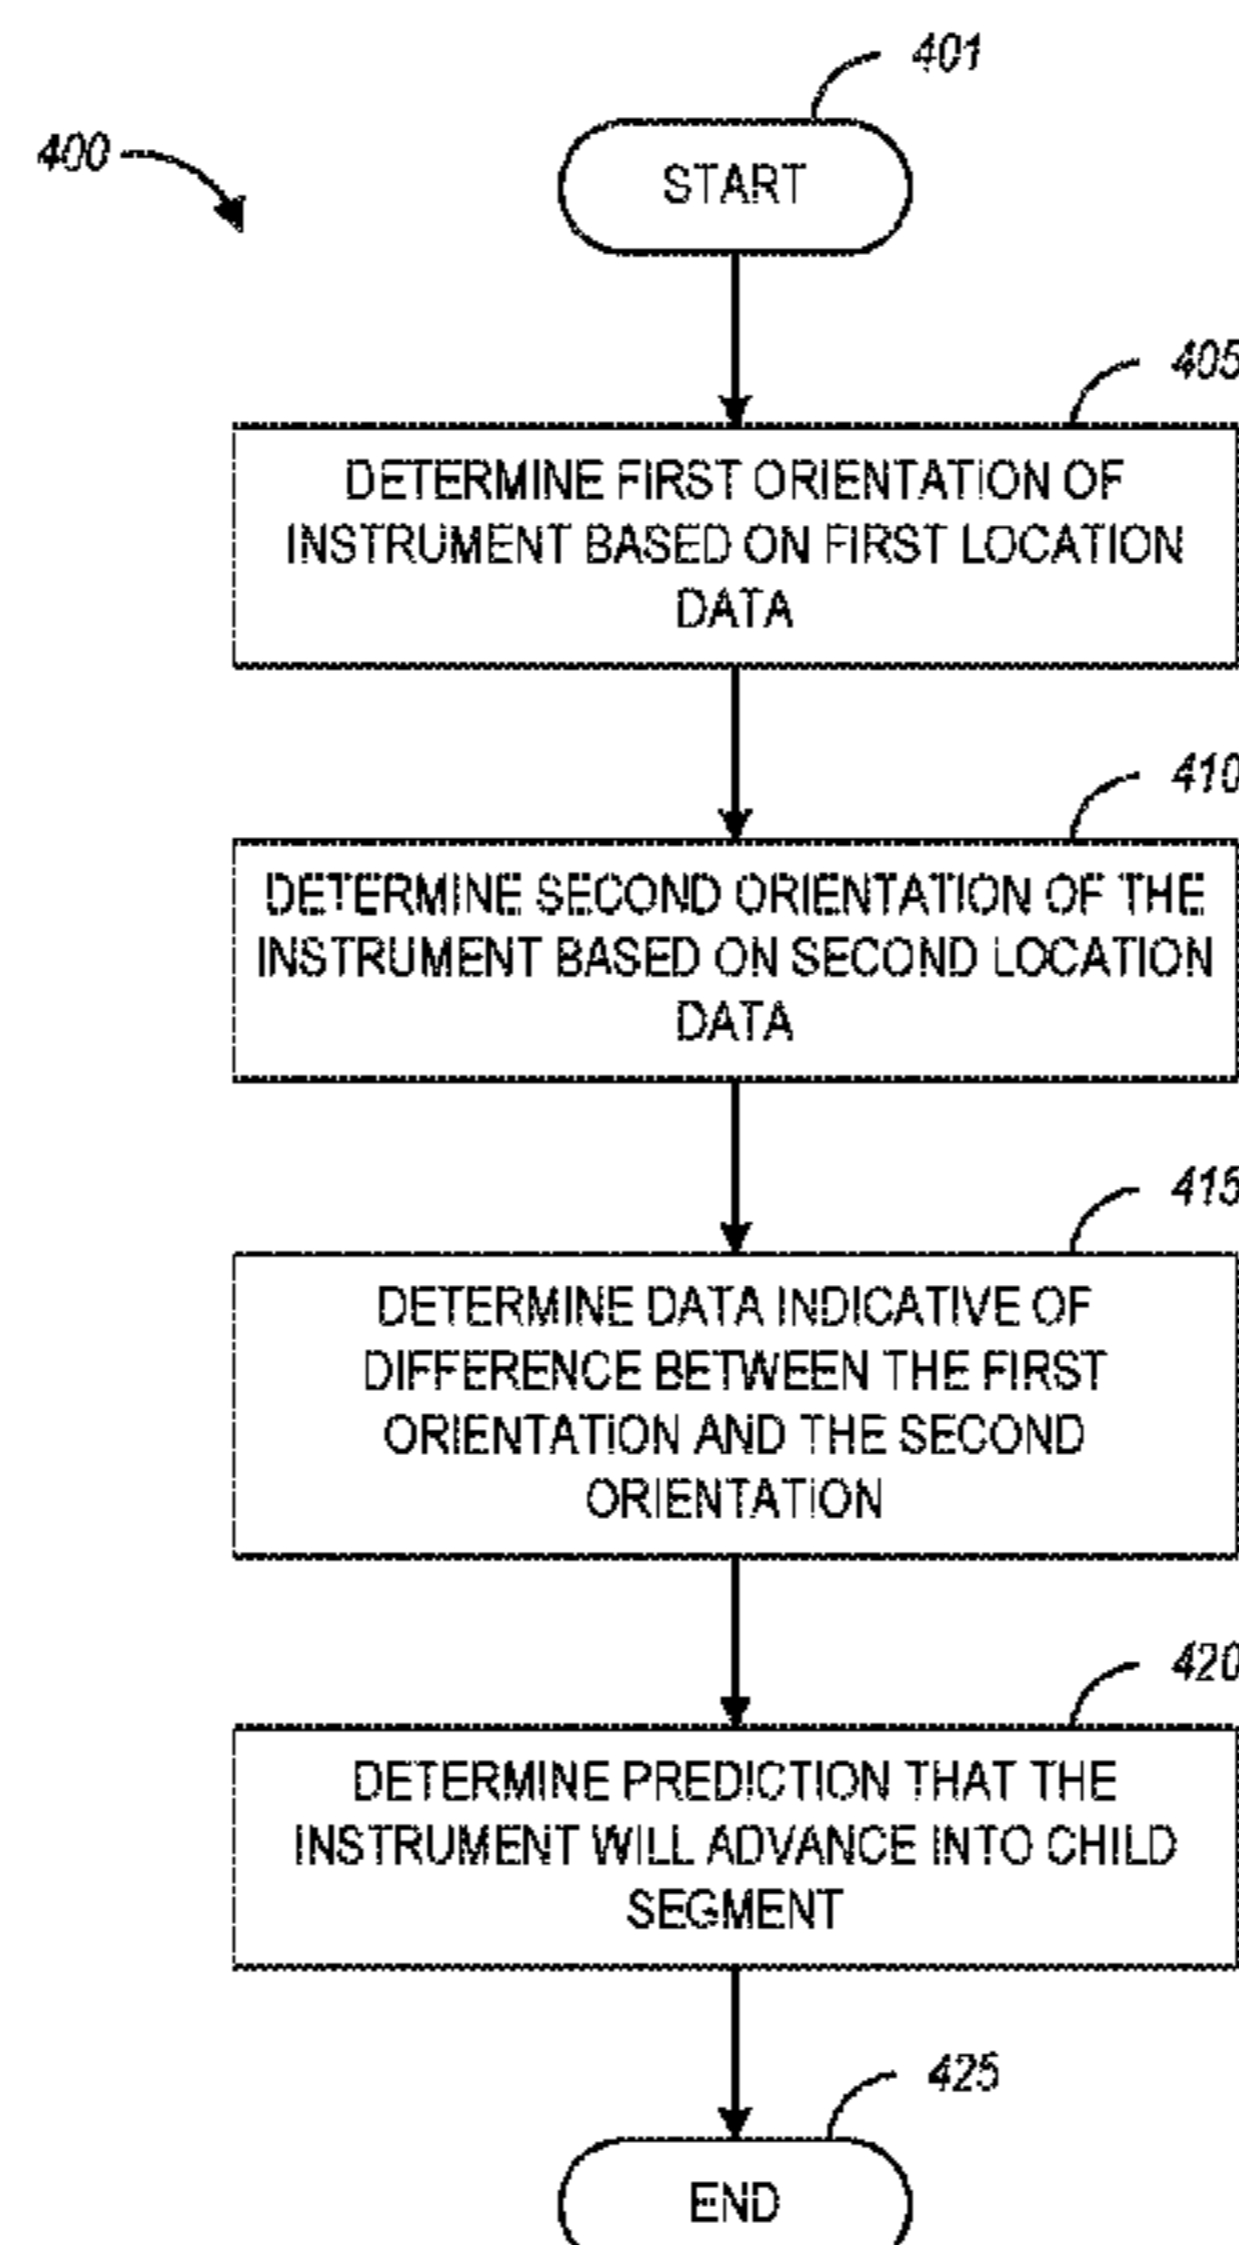 401
400
START
405
DETERMINE FIRST ORIENTATION OF
INSTRUMENT BASED ON FIRST LOCATION
DATA
410
DETERMINE SECOND ORIENTATION OF THE
INSTRUMENT BASED ON SECOND LOCATION
DATA
415
DETERMINE DATA INDICATIVE OF
DIFFERENCE BETWEEN THE FIRST
ORIENTATION AND THE SECOND
ORIENTATION
420
DETERMINE PREDICTION THAT THE
INSTRUMENT WILL ADVANCE INTO CHILD
SEGMENT
425
END